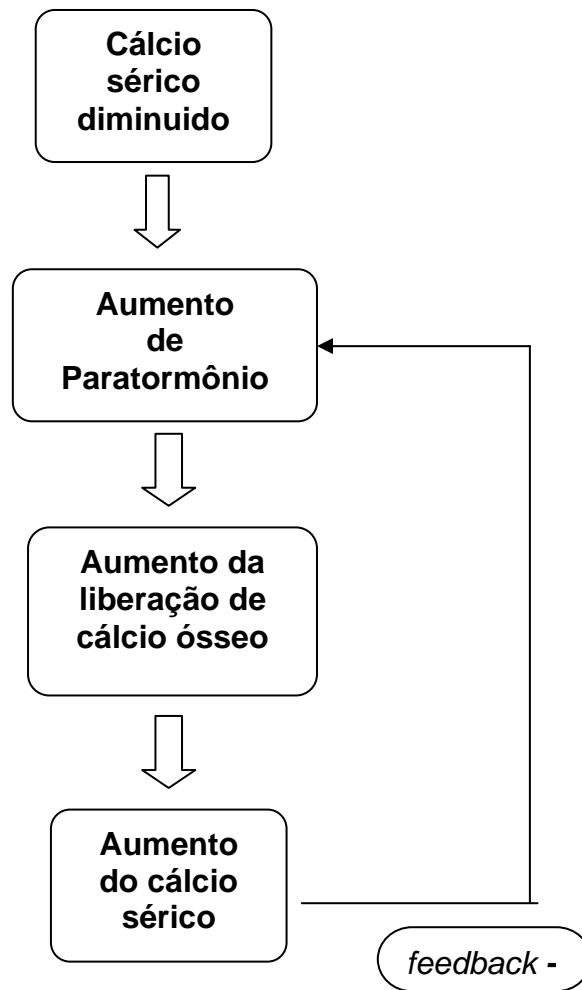 Cálcio
sérico
diminuido
Aumento
de
Paratormônio
Aumento da
liberação de
cálcio ósseo
Aumento
do cálcio
sérico
feedback -